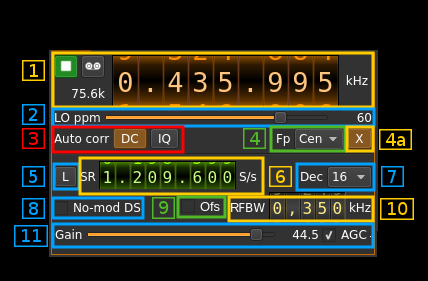 1 0.435.995 kHz
75.6k
2 LO ppm 60
3 Auto corr DC IQ 4 Fp Cen X 4a
5 L SR 1.209.600 S/s 6 Dec 16 7
8 No-mod DS 9 Ofs RFBW 0,350 kHz 10
11 Gain 44.5 AGC